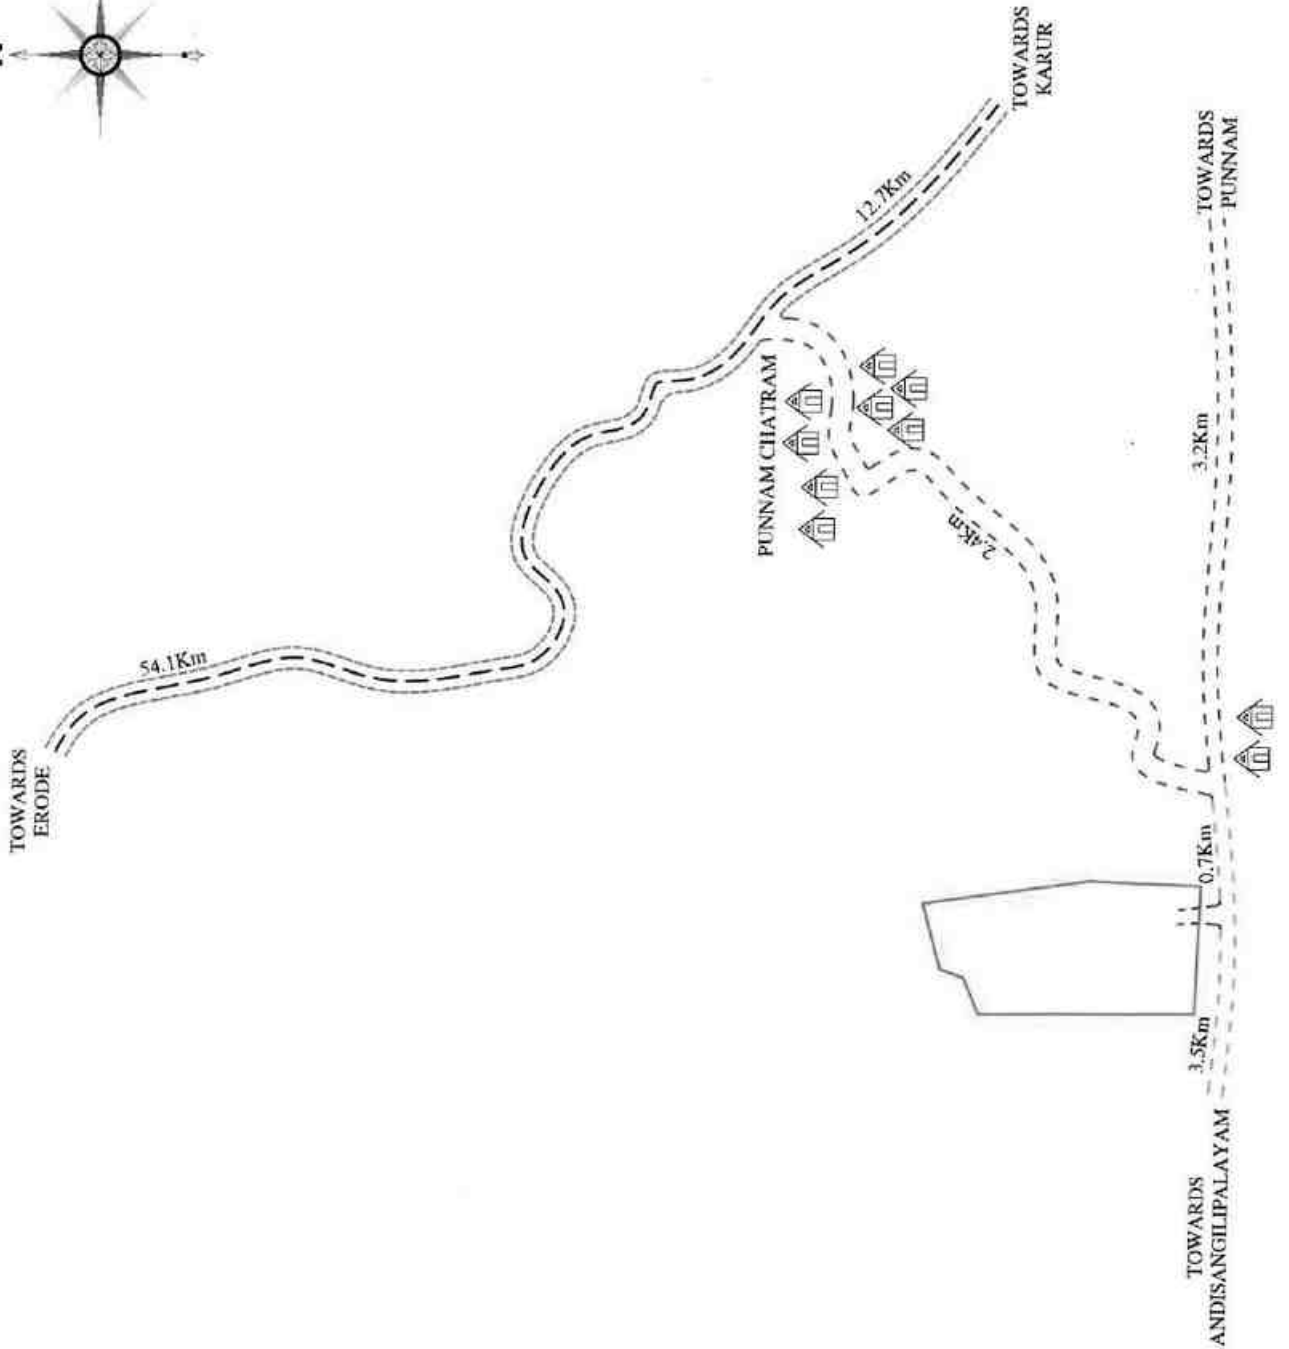 TOWARDS
ERODE
54.1Km
TOWARDS
KARUR
12.7Km
PUNNAM CHATRAM
2.4Km
TOWARDS
PUNNAM
3.2Km
0.7Km
3.5Km
TOWARDS
ANDISANGILIPALAYAM